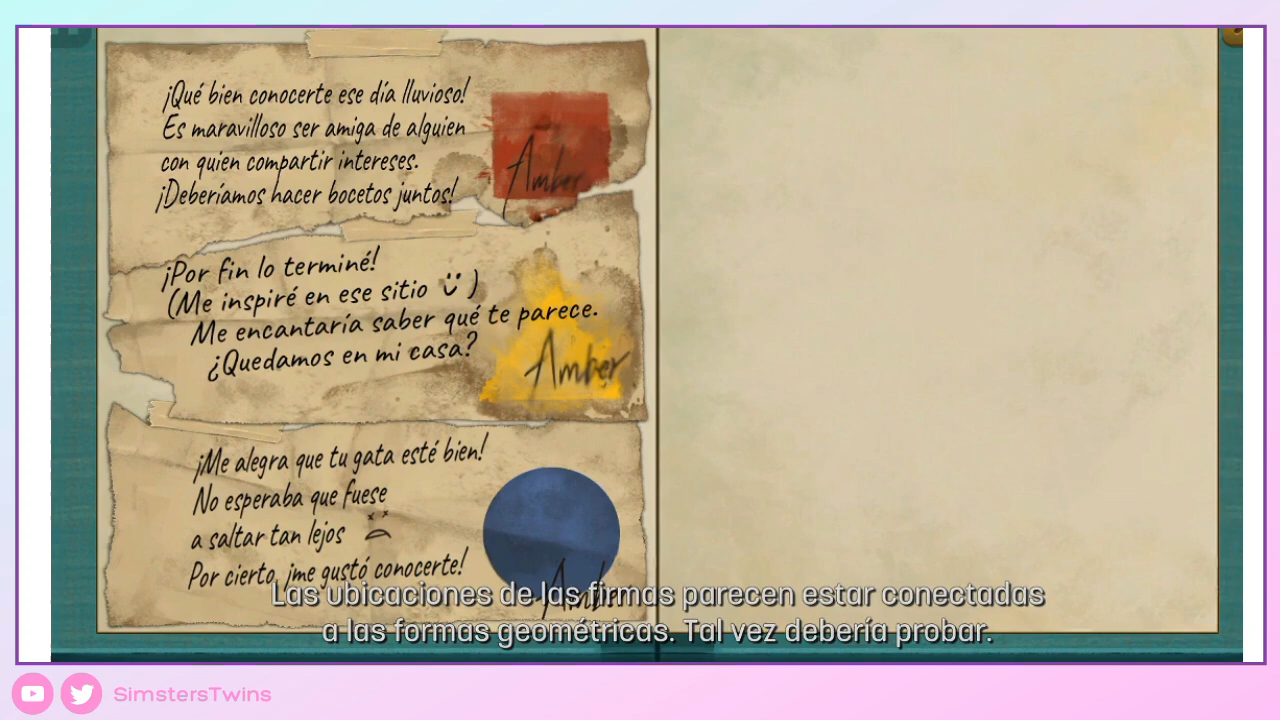 ¡Qué bien conocerte ese día lluvioso!
Es maravilloso ser amiga de alguien
con quien compartir intereses.
¡Deberíamos hacer bocetos juntos!
Amber
¡Por fin lo terminé!
(Me inspiré en ese sitio )
Me encantaría saber qué te parece.
¿Quedamos en mi casa?
Amber
¡Me alegra que tu gata esté bien!
No esperaba que fuese
a saltar tan lejos
Por cierto, ¡me gustó conocerte!
Amber
Las ubicaciones de las firmas parecen estar conectadas
a las formas geométricas. Tal vez debería probar.
SimstersTwins